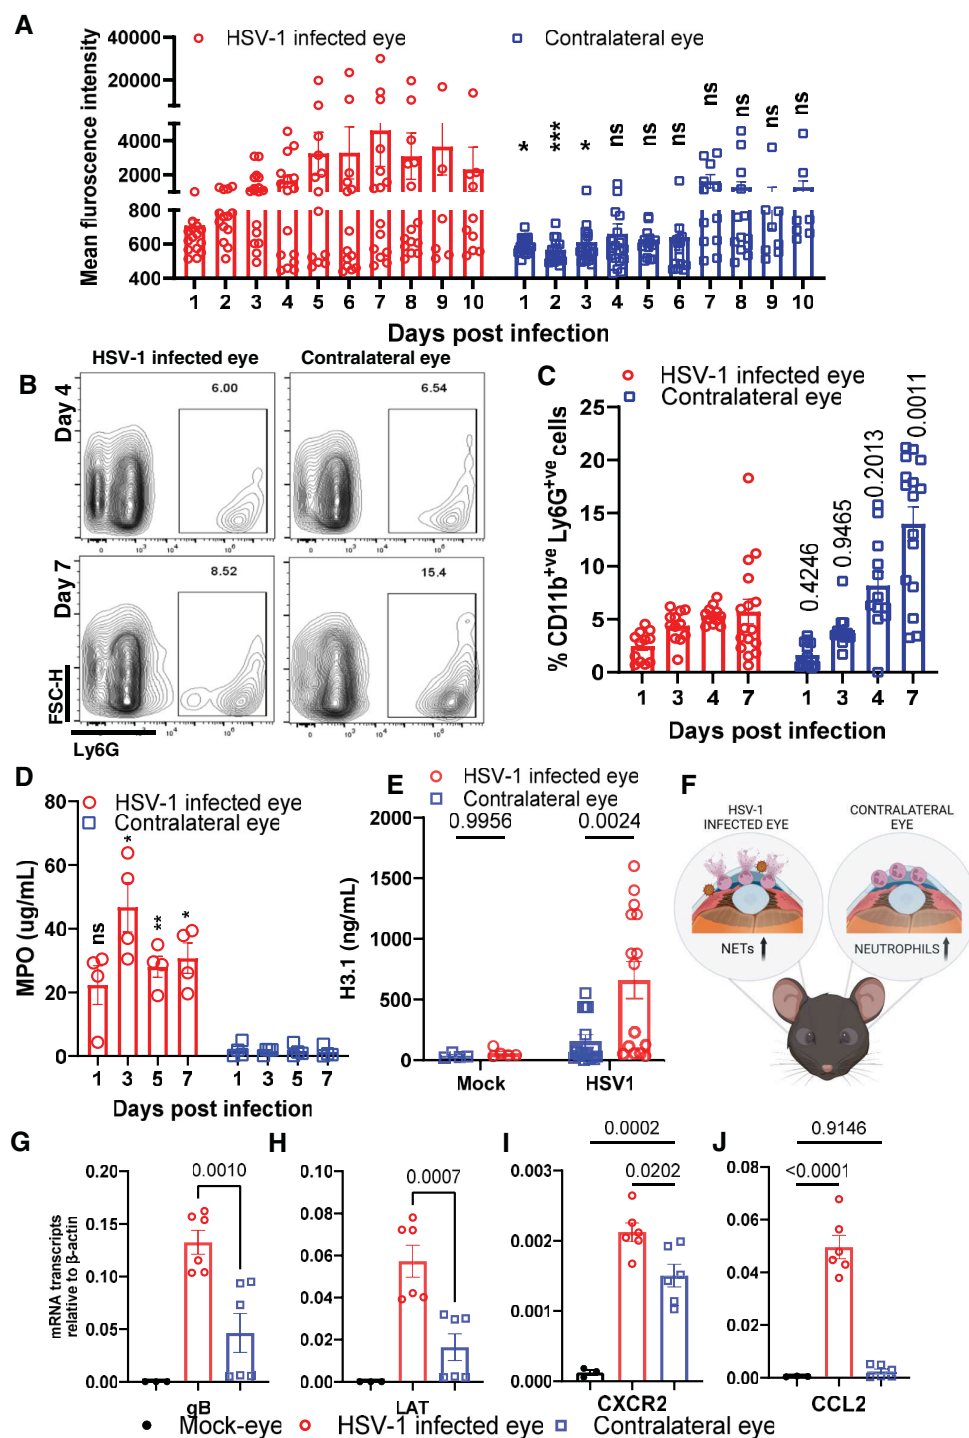 A
HSV-1 infected eye
Contralateral eye
Mean fluroscence intensity
40000
20000
5000
4000
2000
800
600
400
* *** * ns ns ns ns ns ns ns
1 2 3 4 5 6 7 8 9 10 1 2 3 4 5 6 7 8 9 10
Days post infection
B
HSV-1 infected eye
Contralateral eye
Day 4
6.00
6.54
Day 7
8.52
15.4
FSC-H
Ly6G
C
HSV-1 infected eye
Contralateral eye
% CD11b+ve Ly6G+ve cells
25
20
15
10
5
0
0.4246
0.9465
0.2013
0.0011
1 3 4 7 1 3 4 7
Days post infection
D
HSV-1 infected eye
Contralateral eye
MPO (ug/mL)
80
60
40
20
0
ns * ** *
1 3 5 7 1 3 5 7
Days post infection
E
HSV-1 infected eye
Contralateral eye
H3.1 (ng/mL)
2000
1500
1000
500
0
0.9956
0.0024
Mock
HSV1
F
HSV-1
INFECTED EYE
CONTRALATERAL
EYE
NETs
NEUTROPHILS
G
mRNA transcripts
relative to β-actin
0.20
0.15
0.10
0.05
0.00
0.0010
gB
H
0.10
0.08
0.06
0.04
0.02
0.00
0.0007
LAT
I
0.003
0.002
0.001
0.000
0.0002
0.0202
CXCR2
J
0.08
0.06
0.04
0.02
0.00
0.9146
<0.0001
CCL2
Mock-eye
HSV-1 infected eye
Contralateral eye